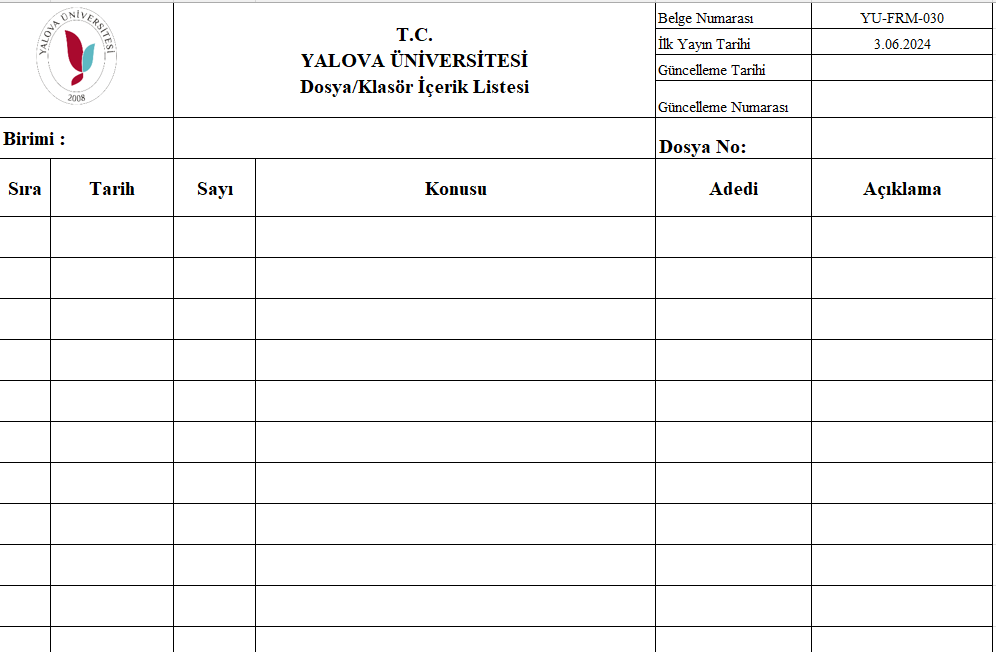 YALOVA ÜNİVERSİTESİ
2008
T.C.
YALOVA ÜNİVERSİTESİ
Dosya/Klasör İçerik Listesi
Belge Numarası YU-FRM-030
İlk Yayın Tarihi 3.06.2024
Güncelleme Tarihi
Güncelleme Numarası
Birimi :
Dosya No:
Sıra Tarih Sayı Konusu Adedi Açıklama